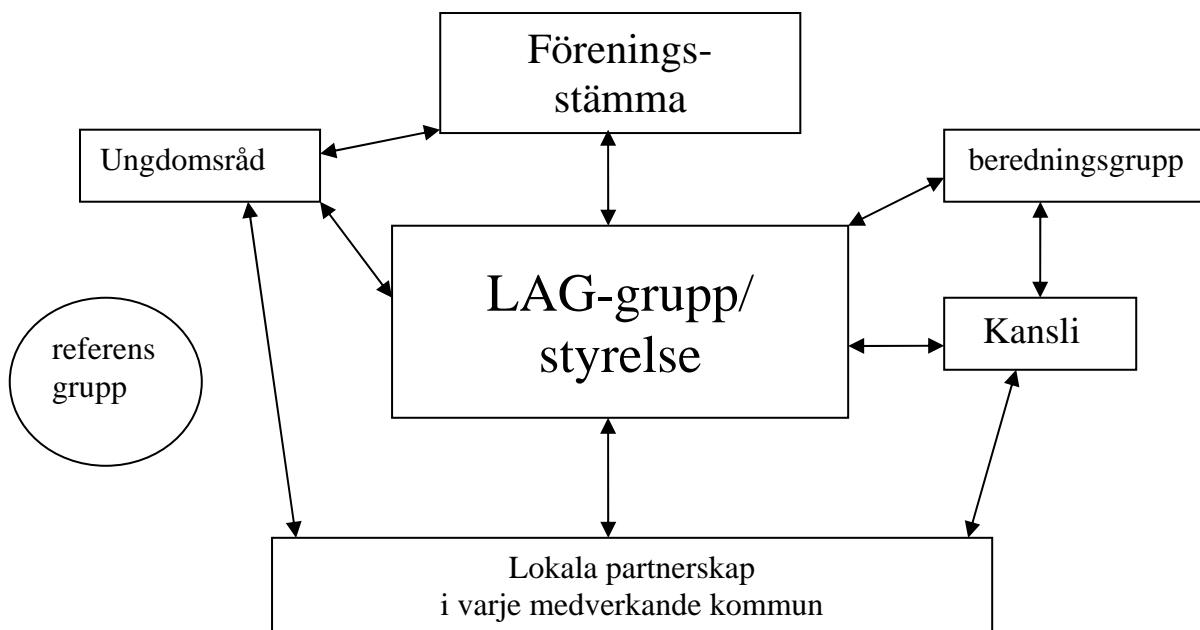 Förenings-
stämma
Ungdomsråd
beredningsgrupp
LAG-grupp/
styrelse
Kansli
referens
grupp
Lokala partnerskap
i varje medverkande kommun